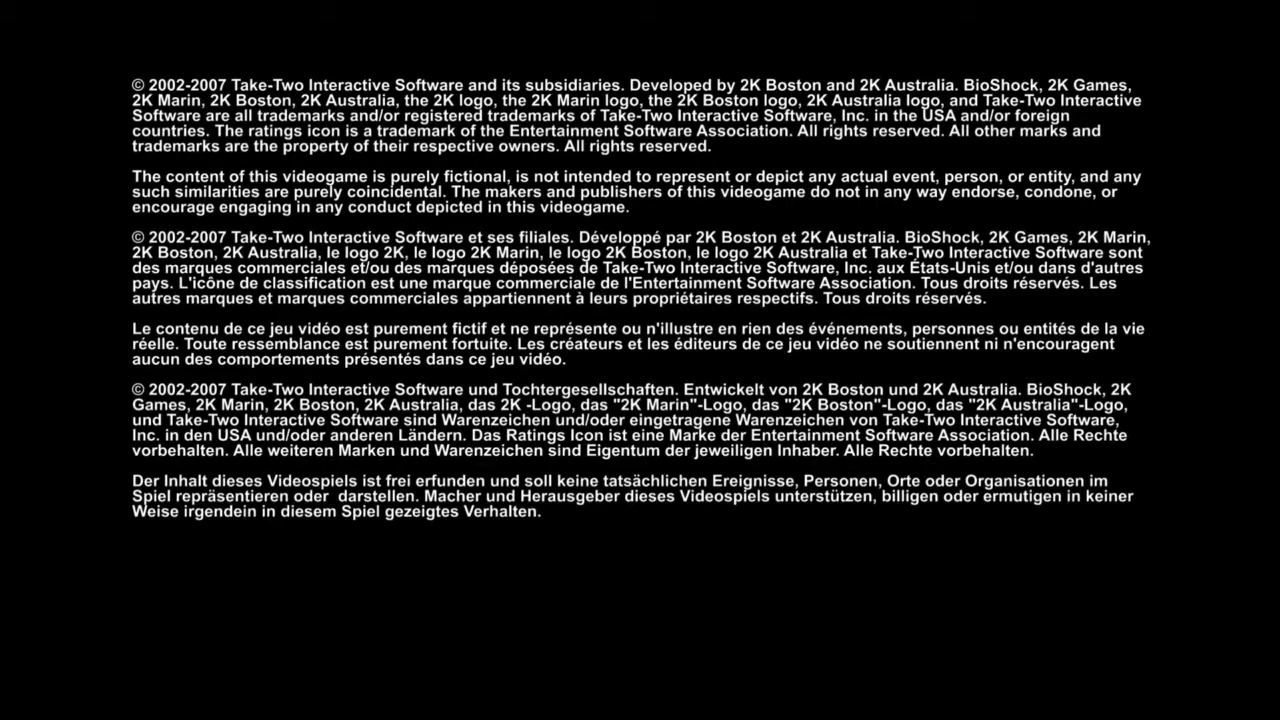 © 2002-2007 Take-Two Interactive Software and its subsidiaries. Developed by 2K Boston and 2K Australia. BioShock, 2K Games,
2K Marin, 2K Boston, 2K Australia, the 2K logo, the 2K Marin logo, the 2K Boston logo, 2K Australia logo, and Take-Two Interactive
Software are all trademarks and/or registered trademarks of Take-Two Interactive Software, Inc. in the USA and/or foreign
countries. The ratings icon is a trademark of the Entertainment Software Association. All rights reserved. All other marks and
trademarks are the property of their respective owners. All rights reserved.
The content of this videogame is purely fictional, is not intended to represent or depict any actual event, person, or entity, and any
such similarities are purely coincidental. The makers and publishers of this videogame do not in any way endorse, condone, or
encourage engaging in any conduct depicted in this videogame.
© 2002-2007 Take-Two Interactive Software et ses filiales. Développé par 2K Boston et 2K Australia. BioShock, 2K Games, 2K Marin,
2K Boston, 2K Australia, le logo 2K, le logo 2K Marin, le logo 2K Boston, le logo 2K Australia et Take-Two Interactive Software sont
des marques commerciales et/ou des marques déposées de Take-Two Interactive Software, Inc. aux États-Unis et/ou dans d'autres
pays. L'icône de classification est une marque commerciale de l'Entertainment Software Association. Tous droits réservés. Les
autres marques et marques commerciales appartiennent à leurs propriétaires respectifs. Tous droits réservés.
Le contenu de ce jeu vidéo est purement fictif et ne représente ou n'illustre en rien des événements, personnes ou entités de la vie
réelle. Toute ressemblance est purement fortuite. Les créateurs et les éditeurs de ce jeu vidéo ne soutiennent ni n'encouragent
aucun des comportements présentés dans ce jeu vidéo.
© 2002-2007 Take-Two Interactive Software und Tochtergesellschaften. Entwickelt von 2K Boston und 2K Australia. BioShock, 2K
Games, 2K Marin, 2K Boston, 2K Australia, das 2K -Logo, das "2K Marin"-Logo, das "2K Boston"-Logo, das "2K Australia"-Logo,
und Take-Two Interactive Software sind Warenzeichen und/oder eingetragene Warenzeichen von Take-Two Interactive Software,
Inc. in den USA und/oder anderen Ländern. Das Ratings Icon ist eine Marke der Entertainment Software Association. Alle Rechte
vorbehalten. Alle weiteren Marken und Warenzeichen sind Eigentum der jeweiligen Inhaber. Alle Rechte vorbehalten.
Der Inhalt dieses Videospiels ist frei erfunden und soll keine tatsächlichen Ereignisse, Personen, Orte oder Organisationen im
Spiel repräsentieren oder  darstellen. Macher und Herausgeber dieses Videospiels unterstützen, billigen oder ermutigen in keiner
Weise irgendein in diesem Spiel gezeigtes Verhalten.